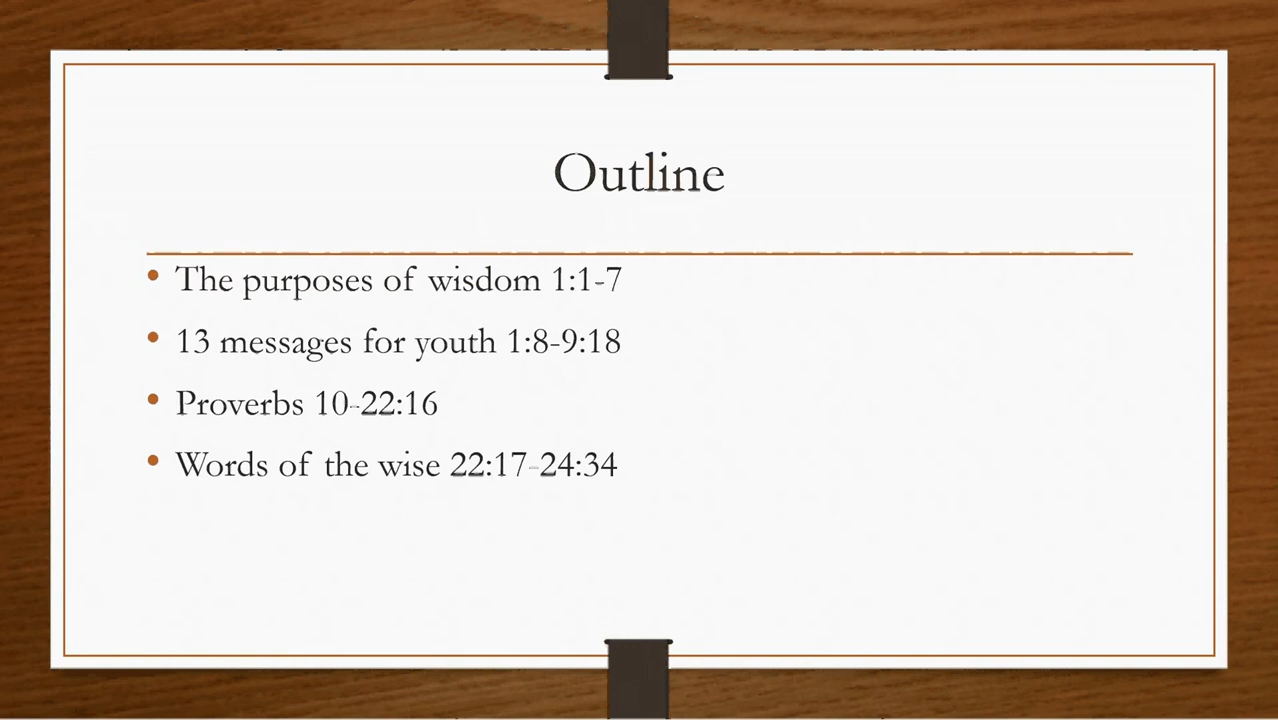 Outline
• The purposes of wisdom 1:1-7
• 13 messages for youth 1:8-9:18
• Proverbs 10-22:16
• Words of the wise 22:17-24:34